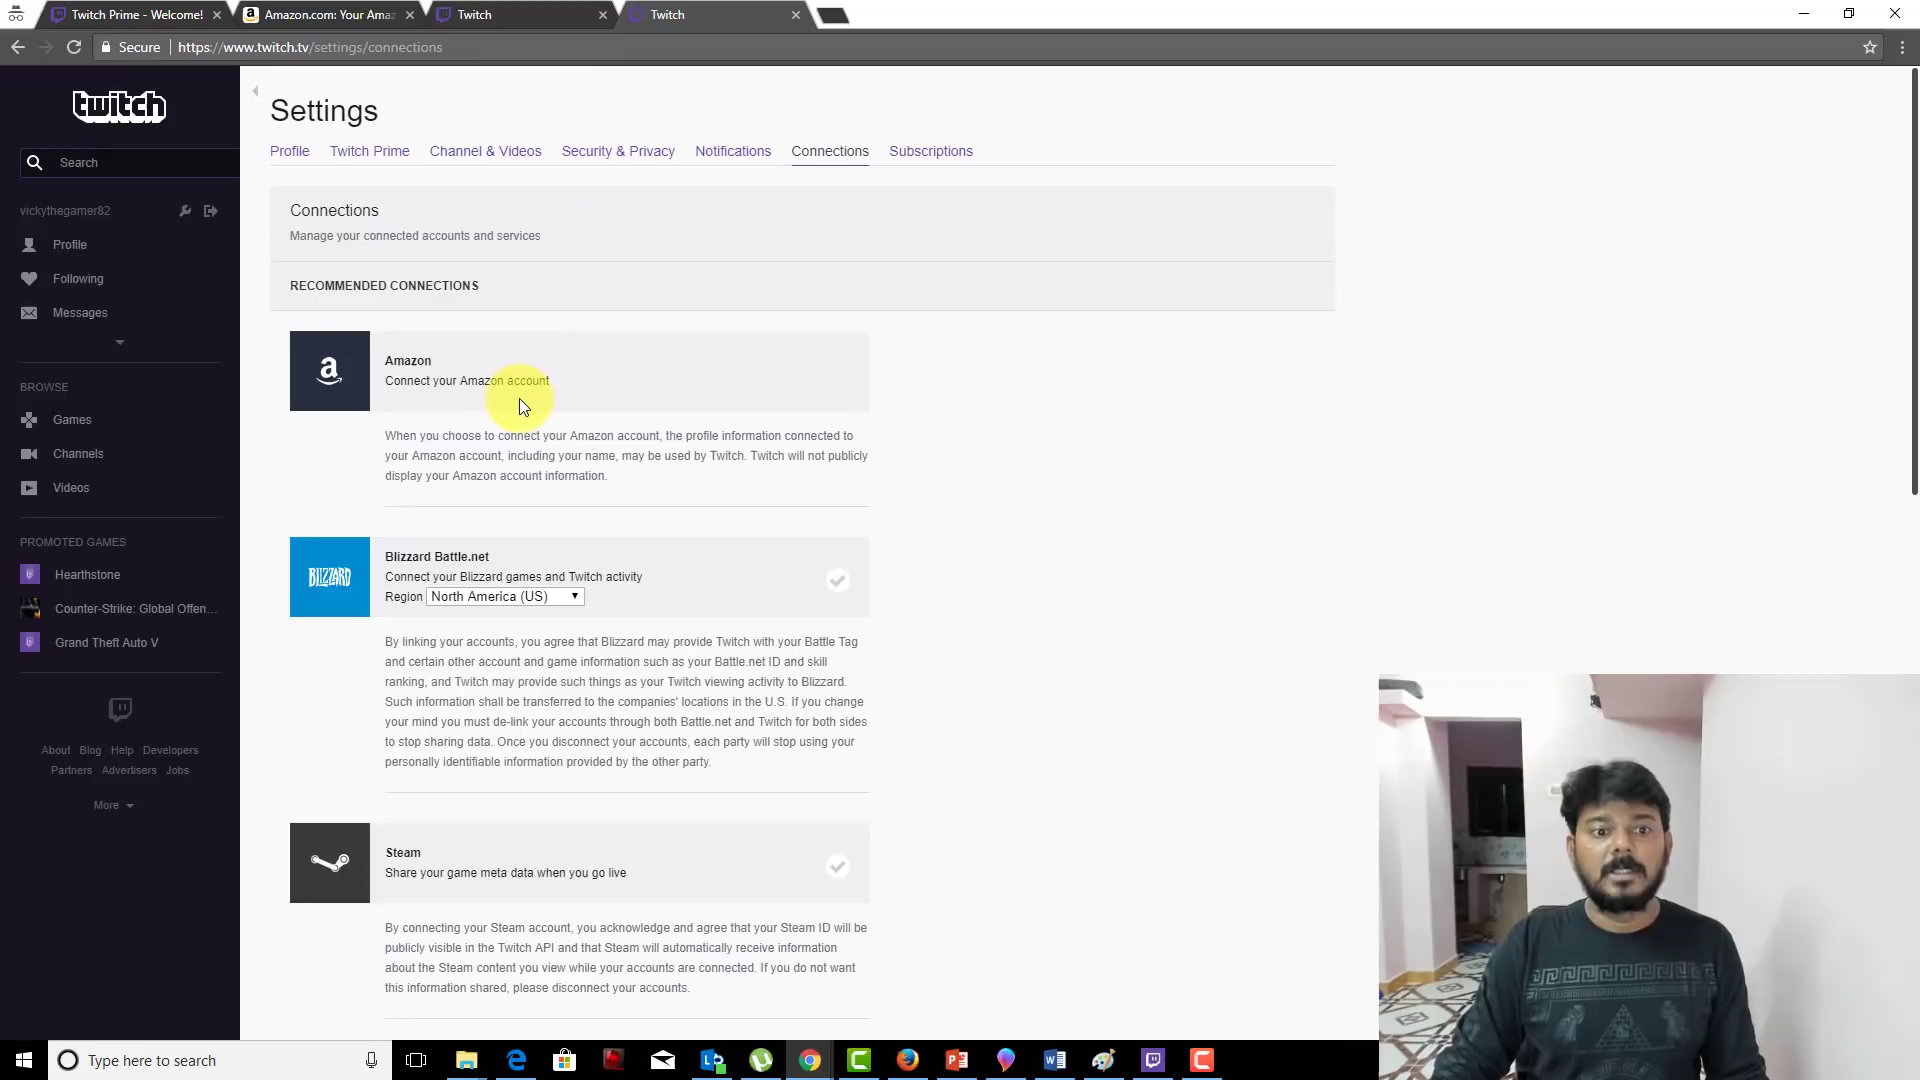 Twitch Prime - Welcome!
Amazon.com: Your Amaz
Twitch
Twitch
Secure
https://www.twitch.tv/settings/connections
twitch
Search
vickythegamer82
Profile
Following
Messages
BROWSE
Games
Channels
Videos
PROMOTED GAMES
Hearthstone
Counter-Strike: Global Offen...
Grand Theft Auto V
About Blog Help Developers
Partners Advertisers Jobs
More
Settings
Profile Twitch Prime Channel & Videos Security & Privacy Notifications Connections Subscriptions
Connections
Manage your connected accounts and services
RECOMMENDED CONNECTIONS
a
Amazon
Connect your Amazon account
When you choose to connect your Amazon account, the profile information connected to
your Amazon account, including your name, may be used by Twitch. Twitch will not publicly
display your Amazon account information.
BLIZZARD
Blizzard Battle.net
Connect your Blizzard games and Twitch activity
Region North America (US)
By linking your accounts, you agree that Blizzard may provide Twitch with your Battle Tag
and certain other account and game information such as your Battle.net ID and skill
ranking, and Twitch may provide such things as your Twitch viewing activity to Blizzard.
Such information shall be transferred to the companies' locations in the U.S. If you change
your mind you must de-link your accounts through both Battle.net and Twitch for both sides
to stop sharing data. Once you disconnect your accounts, each party will stop using your
personally identifiable information provided by the other party.
Steam
Share your game meta data when you go live
By connecting your Steam account, you acknowledge and agree that your Steam ID will be
publicly visible in the Twitch API and that Steam will automatically receive information
about the Steam content you view while your accounts are connected. If you do not want
this information shared, please disconnect your accounts.
Type here to search